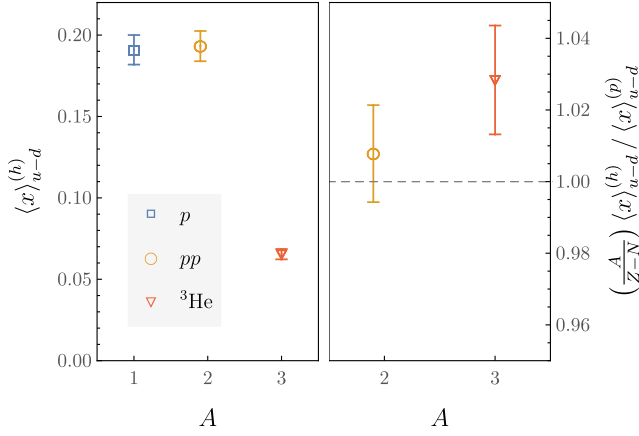 0.20
0.15
0.10
0.05
0.00
⟨x⟩_{u−d}^{(h)}
p
pp
³He
1
2
3
A
1.04
1.02
1.00
0.98
0.96
2
3
A
(A/(Z−N)) ⟨x⟩_{u−d}^{(h)} / ⟨x⟩_{u−d}^{(p)}